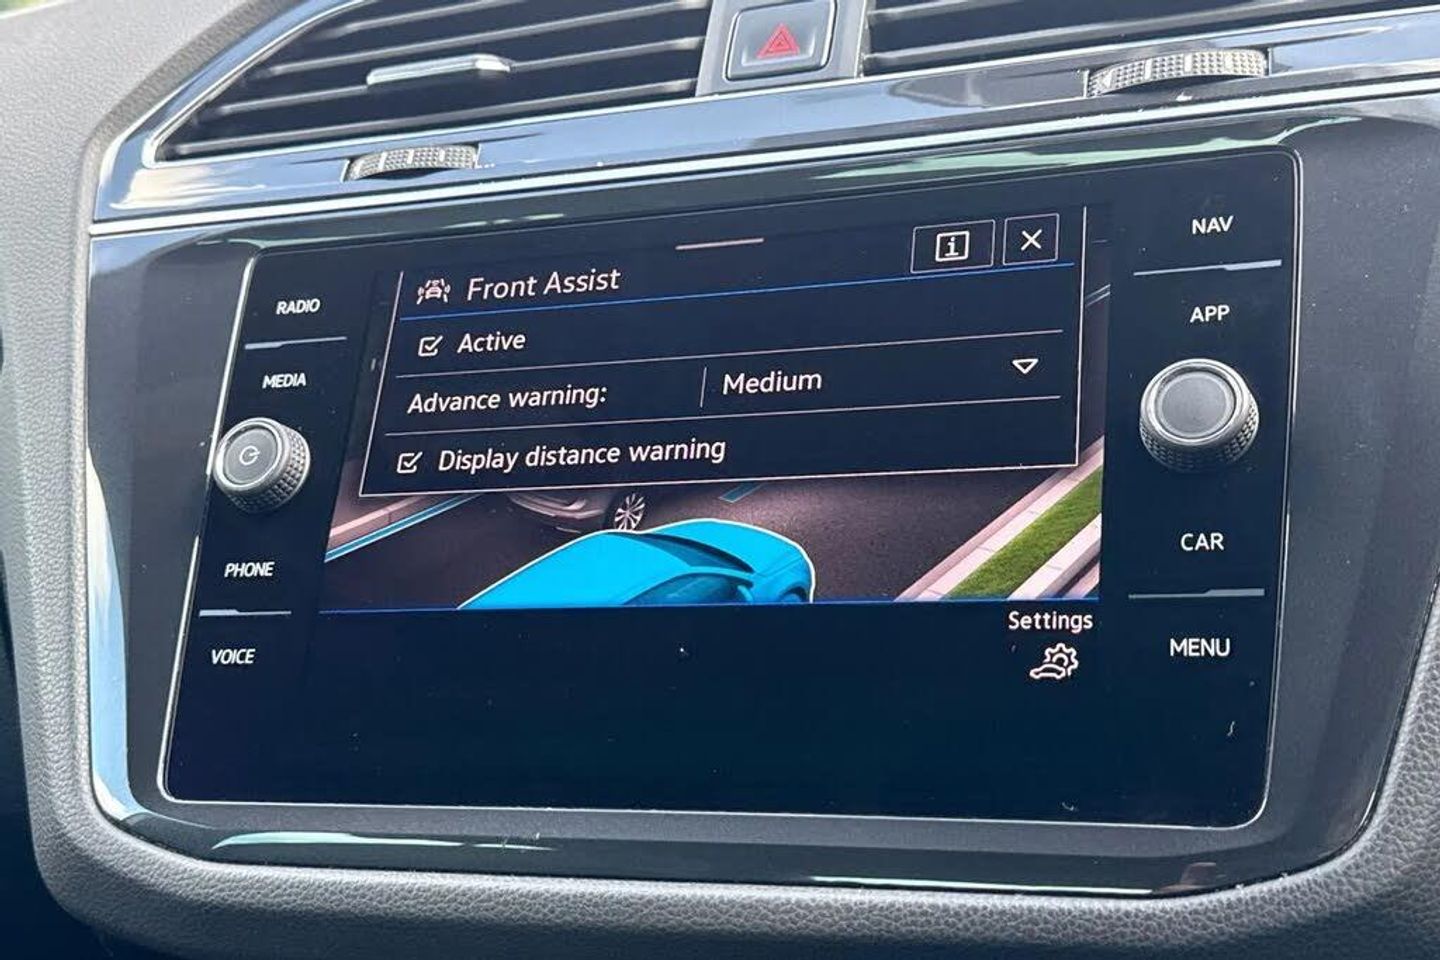 RADIO
MEDIA
PHONE
VOICE
Front Assist
i
Active
Advance warning: Medium
Display distance warning
Settings
NAV
APP
CAR
MENU